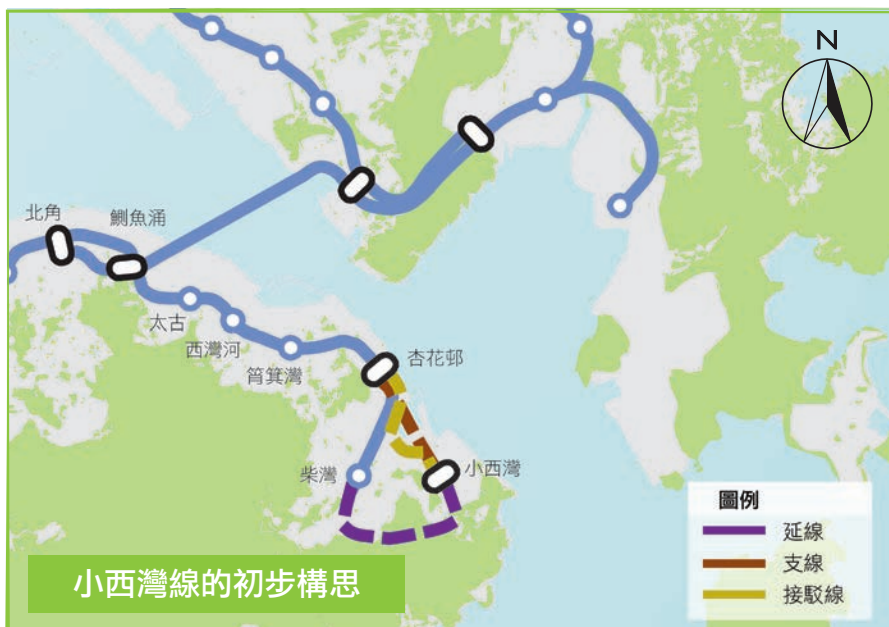 N
北角
鰂魚涌
太古
西灣河
筲箕灣
杏花邨
柴灣
小西灣
圖例
延線
支線
接駁線
小西灣線的初步構思